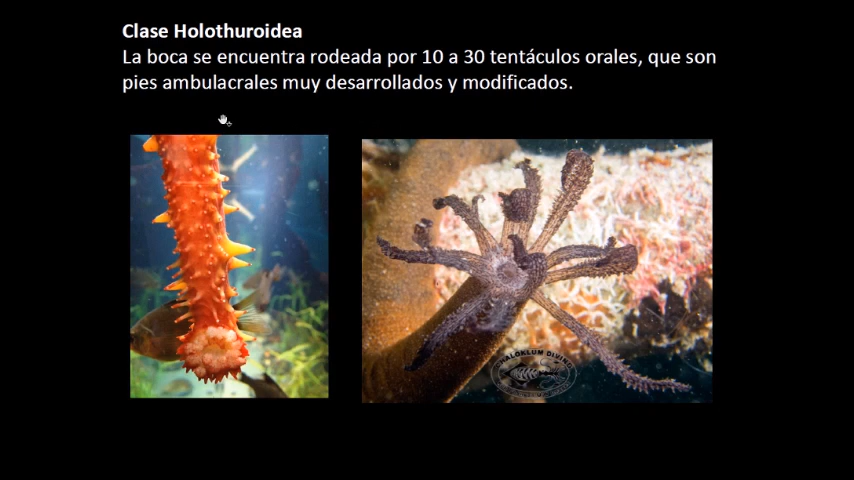 Clase Holothuroidea
La boca se encuentra rodeada por 10 a 30 tentáculos orales, que son
pies ambulacrales muy desarrollados y modificados.